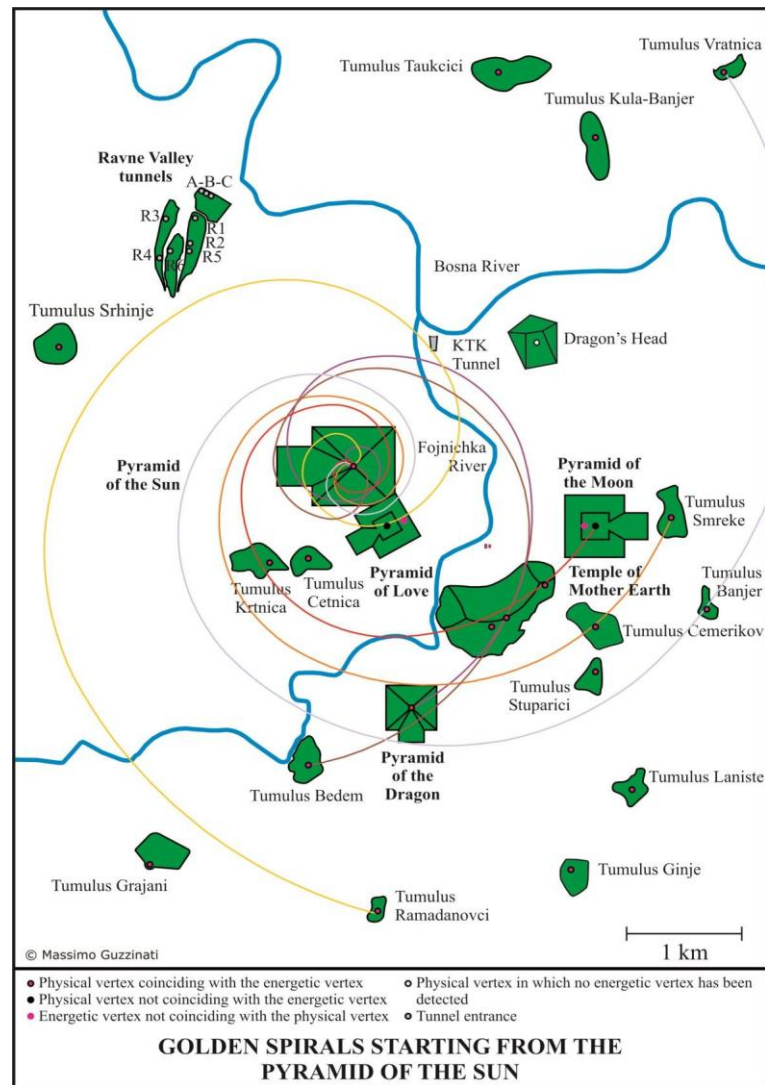 Tumulus Vratnica
Tumulus Taukcici
Tumulus Kula-Banjer
Ravne Valley
tunnels
A-B-C
R3
R1
R2
R4
R6
R5
Bosna River
Tumulus Srhinje
KTK
Tunnel
Dragon's Head
Pyramid
of the Sun
Fojnichka
River
Pyramid of
the Moon
Tumulus
Smreke
Tumulus
Krtnica
Tumulus
Cetnica
Pyramid
of Love
Temple of
Mother Earth
Tumulus
Banjer
Tumulus Cemerikov
Tumulus
Stuparici
Pyramid
of the
Dragon
Tumulus Bedem
Tumulus Laniste
Tumulus Grajani
Tumulus Ginje
Tumulus
Ramadanovci
1 km
© Massimo Guzzinati
Physical vertex coinciding with the energetic vertex
Physical vertex not coinciding with the energetic vertex
Energetic vertex not coinciding with the physical vertex
Physical vertex in which no energetic vertex has been
detected
Tunnel entrance
GOLDEN SPIRALS STARTING FROM THE
PYRAMID OF THE SUN